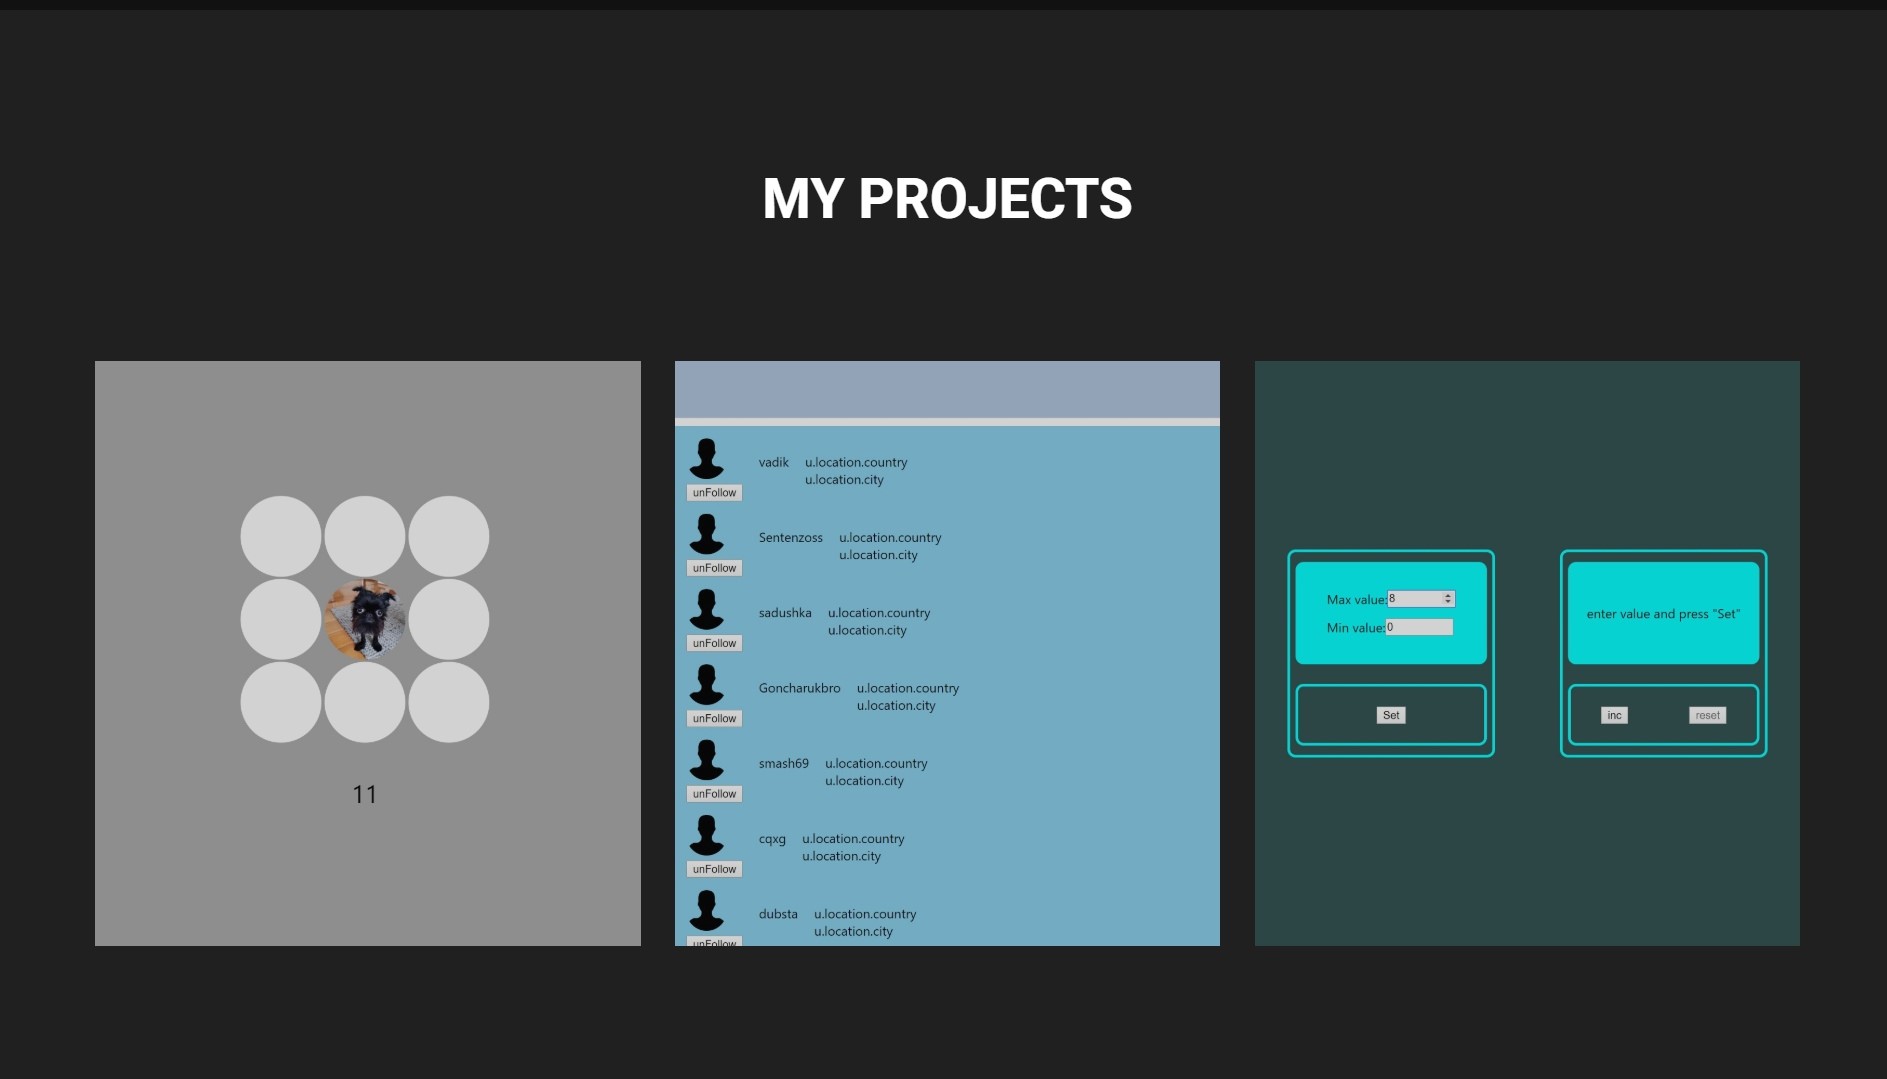 MY PROJECTS
11
vadik u.location.country
u.location.city
unFollow
Sentenzoss u.location.country
u.location.city
unFollow
sadushka u.location.country
u.location.city
unFollow
Goncharukbro u.location.country
u.location.city
unFollow
smash69 u.location.country
u.location.city
unFollow
cqxg u.location.country
u.location.city
unFollow
dubsta u.location.country
u.location.city
unFollow
Max value: 8
Min value: 0
Set
enter value and press "Set"
inc reset